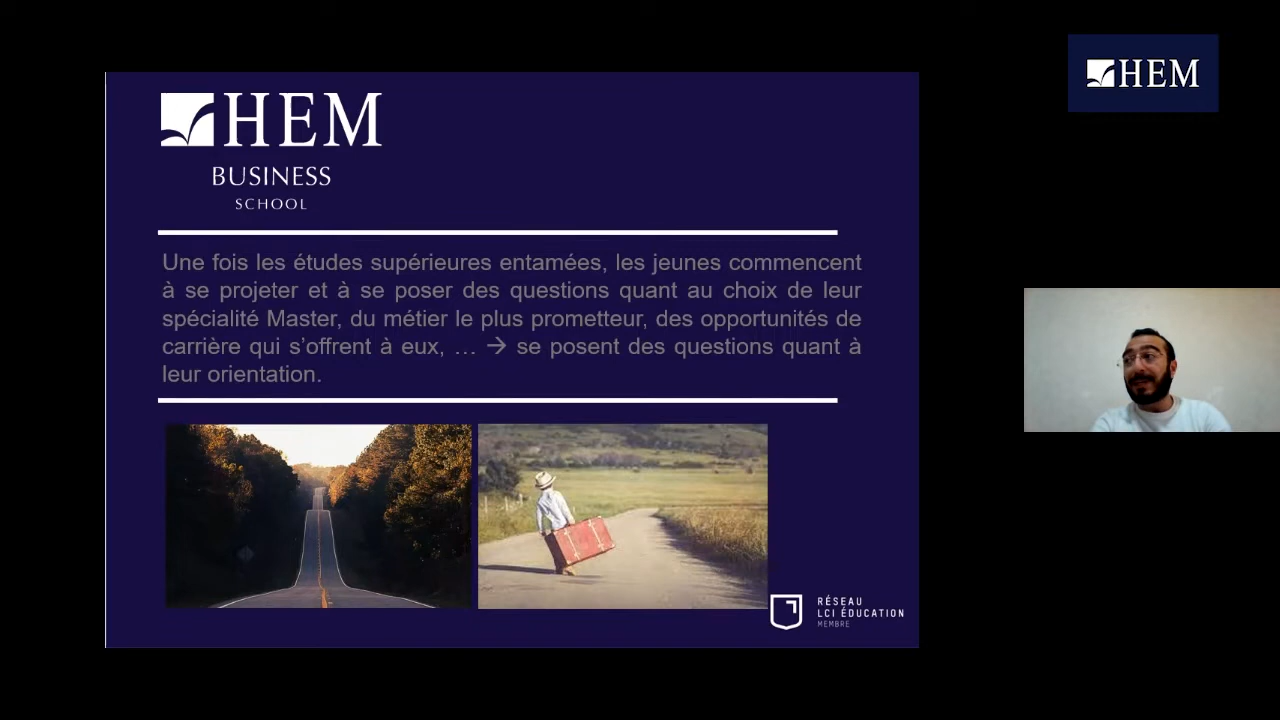 HEM
BUSINESS
SCHOOL
Une fois les études supérieures entamées, les jeunes commencent
à se projeter et à se poser des questions quant au choix de leur
spécialité Master, du métier le plus prometteur, des opportunités de
carrière qui s’offrent à eux, … → se posent des questions quant à
leur orientation.
RÉSEAU
LCI ÉDUCATION
MEMBRE
HEM